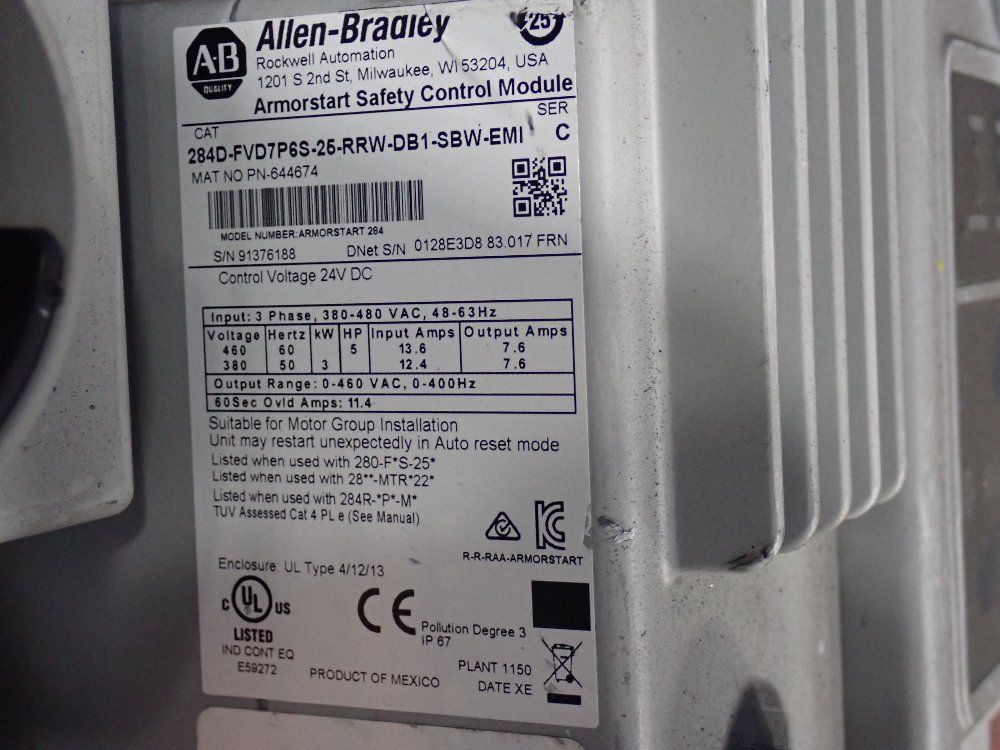 A-B
QUALITY
Allen-Bradley
25
Rockwell Automation
1201 S 2nd St, Milwaukee, WI 53204, USA
Armorstart Safety Control Module
CAT
SER
284D-FVD7P6S-25-RRW-DB1-SBW-EMI C
MAT NO PN-644674
MODEL NUMBER:ARMORSTART 284
S/N 91376188 DNet S/N 0128E3D8 83.017 FRN
Control Voltage 24V DC
Input: 3 Phase, 380-480 VAC, 48-63Hz
Voltage Hertz kW HP Input Amps Output Amps
460 60 5 13.6 7.6
380 50 3 12.4 7.6
Output Range: 0-460 VAC, 0-400Hz
60Sec Ovld Amps: 11.4
Suitable for Motor Group Installation
Unit may restart unexpectedly in Auto reset mode
Listed when used with 280-F*S-25*
Listed when used with 28**-MTR*22*
Listed when used with 284R-*P*-M*
TUV Assessed Cat 4 PL e (See Manual)
R-R-RAA-ARMORSTART
Enclosure: UL Type 4/12/13
C UL US
LISTED
IND CONT EQ
E59272
CE
Pollution Degree 3
IP 67
PLANT 1150
PRODUCT OF MEXICO
DATE XE